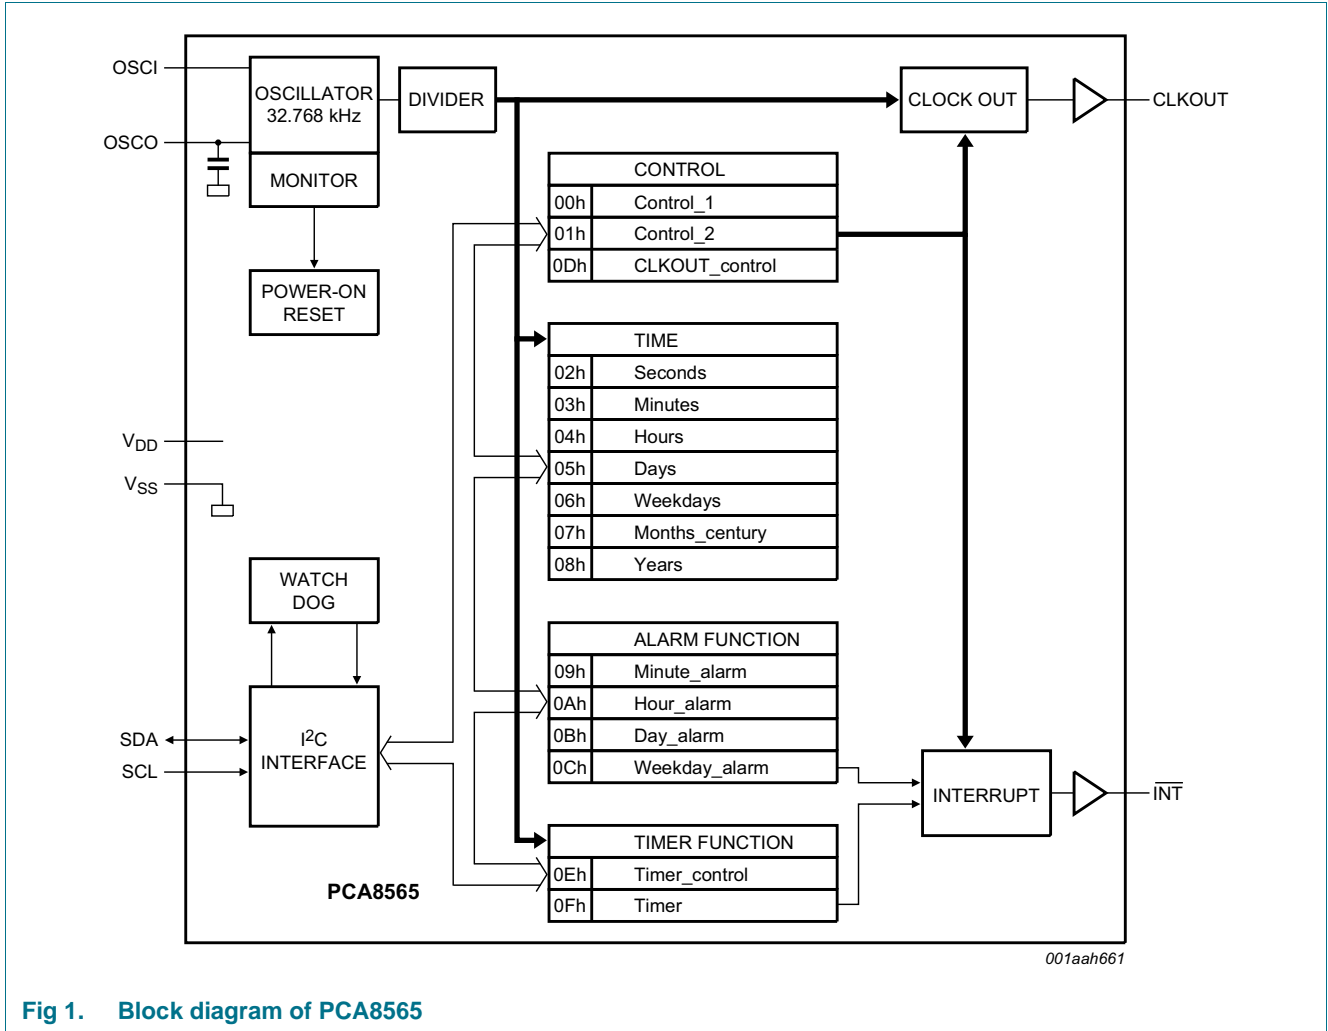 OSCI
OSCO
OSCILLATOR
32.768 kHz
MONITOR
DIVIDER
CLOCK OUT
CLKOUT
POWER-ON
RESET
CONTROL
00h Control_1
01h Control_2
0Dh CLKOUT_control
TIME
02h Seconds
03h Minutes
04h Hours
05h Days
06h Weekdays
07h Months_century
08h Years
VDD
VSS
WATCH
DOG
ALARM FUNCTION
09h Minute_alarm
0Ah Hour_alarm
0Bh Day_alarm
0Ch Weekday_alarm
SDA
SCL
I2C
INTERFACE
INTERRUPT
INT
TIMER FUNCTION
0Eh Timer_control
0Fh Timer
PCA8565
001aah661
Fig 1. Block diagram of PCA8565